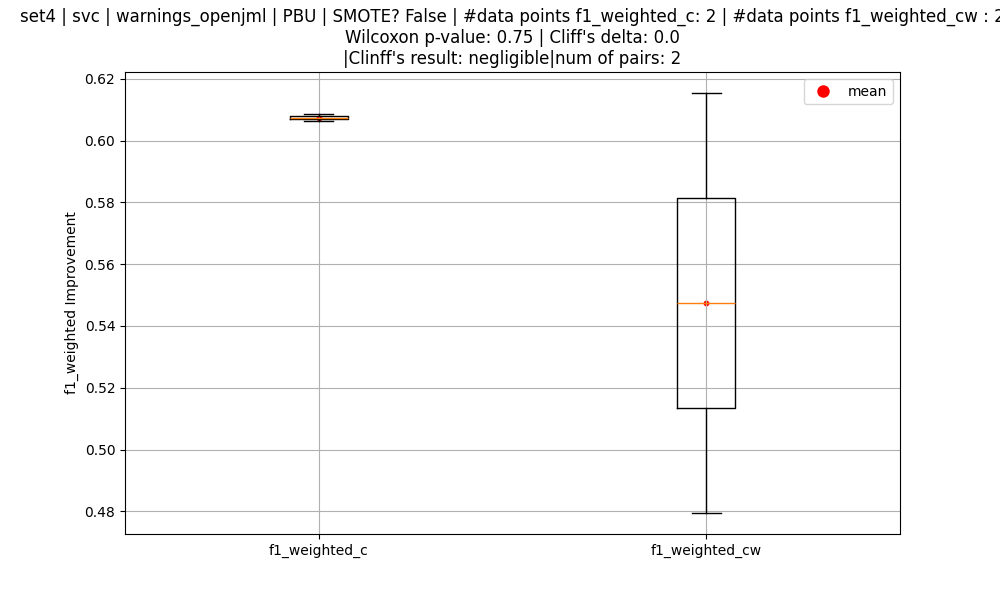 set4 | svc | warnings_openjml | PBU | SMOTE? False | #data points f1_weighted_c: 2 | #data points f1_weighted_cw : 2
Wilcoxon p-value: 0.75 | Cliff's delta: 0.0
|Clinff's result: negligible|num of pairs: 2
mean
0.62
0.60
0.58
0.56
0.54
0.52
0.50
0.48
f1_weighted Improvement
f1_weighted_c
f1_weighted_cw